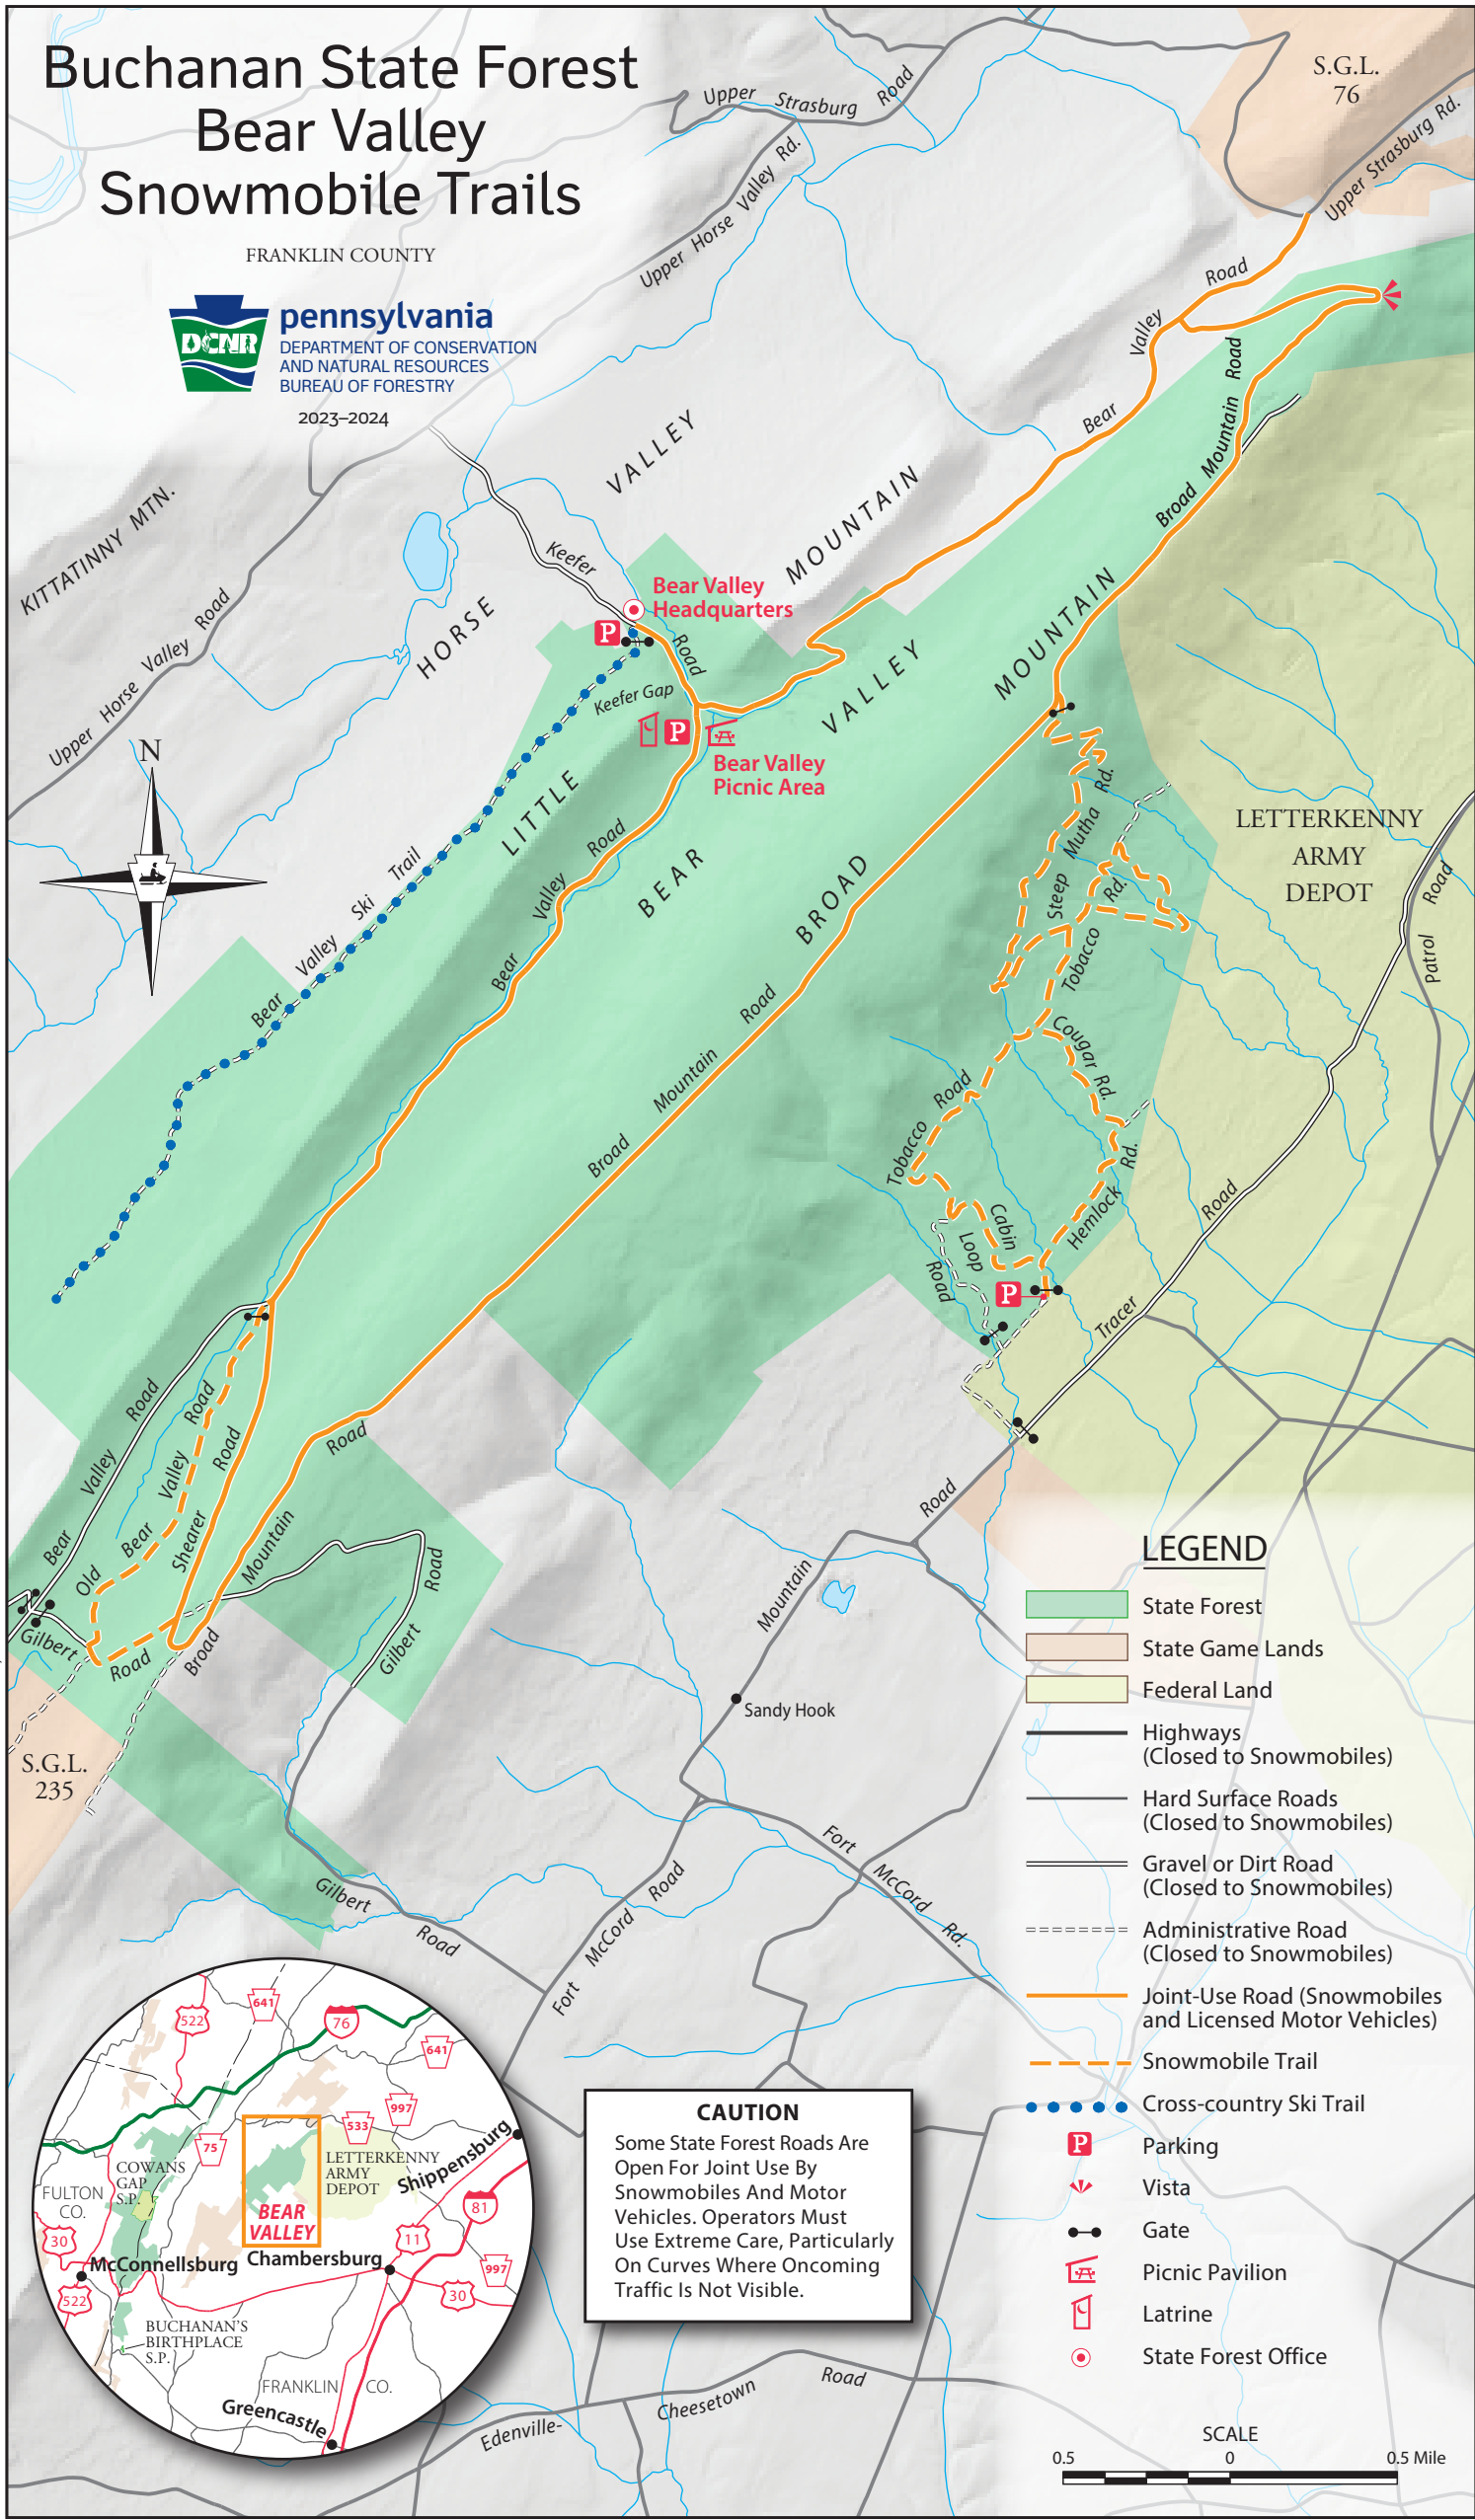 Buchanan State Forest
Bear Valley
Snowmobile Trails
FRANKLIN COUNTY
DCNR
pennsylvania
DEPARTMENT OF CONSERVATION
AND NATURAL RESOURCES
BUREAU OF FORESTRY
2023–2024
Upper Strasburg Road
S.G.L.
76
Upper Strasburg Rd.
Upper Horse Valley Rd.
Bear Valley Road
Broad Mountain Road
KITTATINNY MTN.
Upper Horse Valley Road
HORSE VALLEY
Keefer Road
Bear Valley
Headquarters
P
Keefer Gap
P
Bear Valley
Picnic Area
LITTLE MOUNTAIN
BEAR VALLEY
BROAD MOUNTAIN
N
Bear Valley Ski Trail
Bear Valley Road
Broad Mountain Road
Steep Mutha Rd.
Tobacco Rd.
LETTERKENNY
ARMY
DEPOT
Patrol Road
Cougar Rd.
Tobacco Road
Hemlock Rd.
Cabin
Loop
Road
P
Tracer Road
Bear Valley Road
Old Bear Valley Road
Shearer Road
Broad Mountain Road
Gilbert Road
Gilbert Road
S.G.L.
235
Mountain Road
Sandy Hook
Gilbert Road
Fort McCord Road
Fort McCord Rd.
Edenville-Cheesetown Road
LEGEND
State Forest
State Game Lands
Federal Land
Highways
(Closed to Snowmobiles)
Hard Surface Roads
(Closed to Snowmobiles)
Gravel or Dirt Road
(Closed to Snowmobiles)
Administrative Road
(Closed to Snowmobiles)
Joint-Use Road (Snowmobiles
and Licensed Motor Vehicles)
Snowmobile Trail
Cross-country Ski Trail
P Parking
Vista
Gate
Picnic Pavilion
Latrine
State Forest Office
SCALE
0.5 0 0.5 Mile
CAUTION
Some State Forest Roads Are
Open For Joint Use By
Snowmobiles And Motor
Vehicles. Operators Must
Use Extreme Care, Particularly
On Curves Where Oncoming
Traffic Is Not Visible.
522
641
76
641
997
533
75
COWANS
GAP
S.P.
LETTERKENNY
ARMY
DEPOT
Shippensburg
FULTON
CO.
BEAR
VALLEY
81
30
11
McConnellsburg
Chambersburg
997
522
30
BUCHANAN'S
BIRTHPLACE
S.P.
FRANKLIN CO.
Greencastle